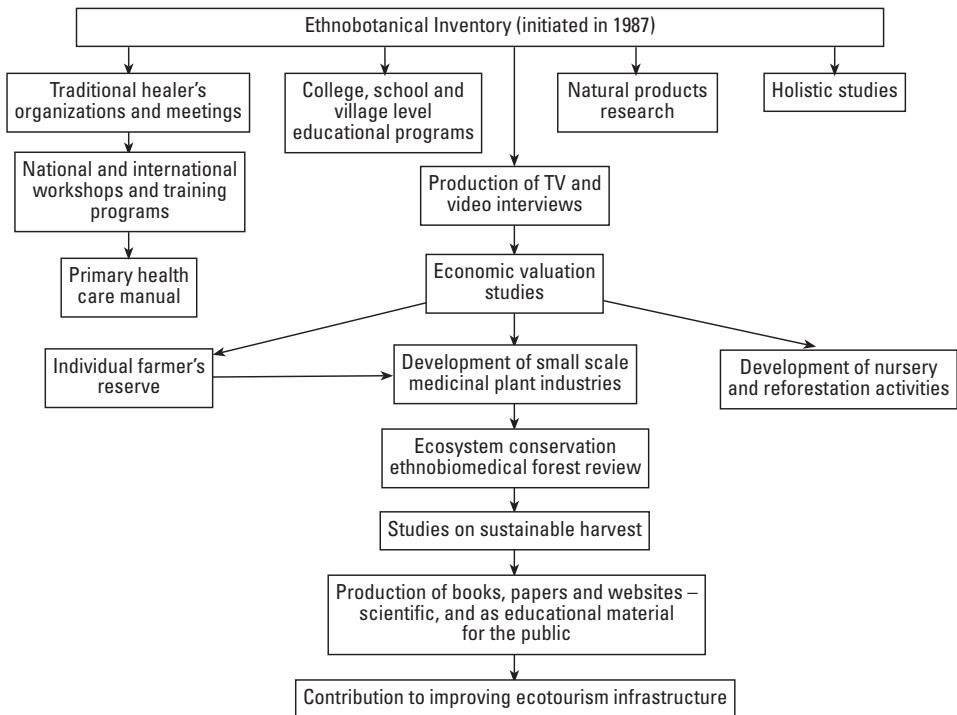 Ethnobotanical Inventory (initiated in 1987)
Traditional healer's
organizations and meetings
College, school and
village level
educational programs
Natural products
research
Holistic studies
National and international
workshops and training
programs
Production of TV and
video interviews
Primary health
care manual
Economic valuation
studies
Individual farmer's
reserve
Development of small scale
medicinal plant industries
Development of nursery
and reforestation activities
Ecosystem conservation
ethnobiomedical forest review
Studies on sustainable harvest
Production of books, papers and websites –
scientific, and as educational material
for the public
Contribution to improving ecotourism infrastructure